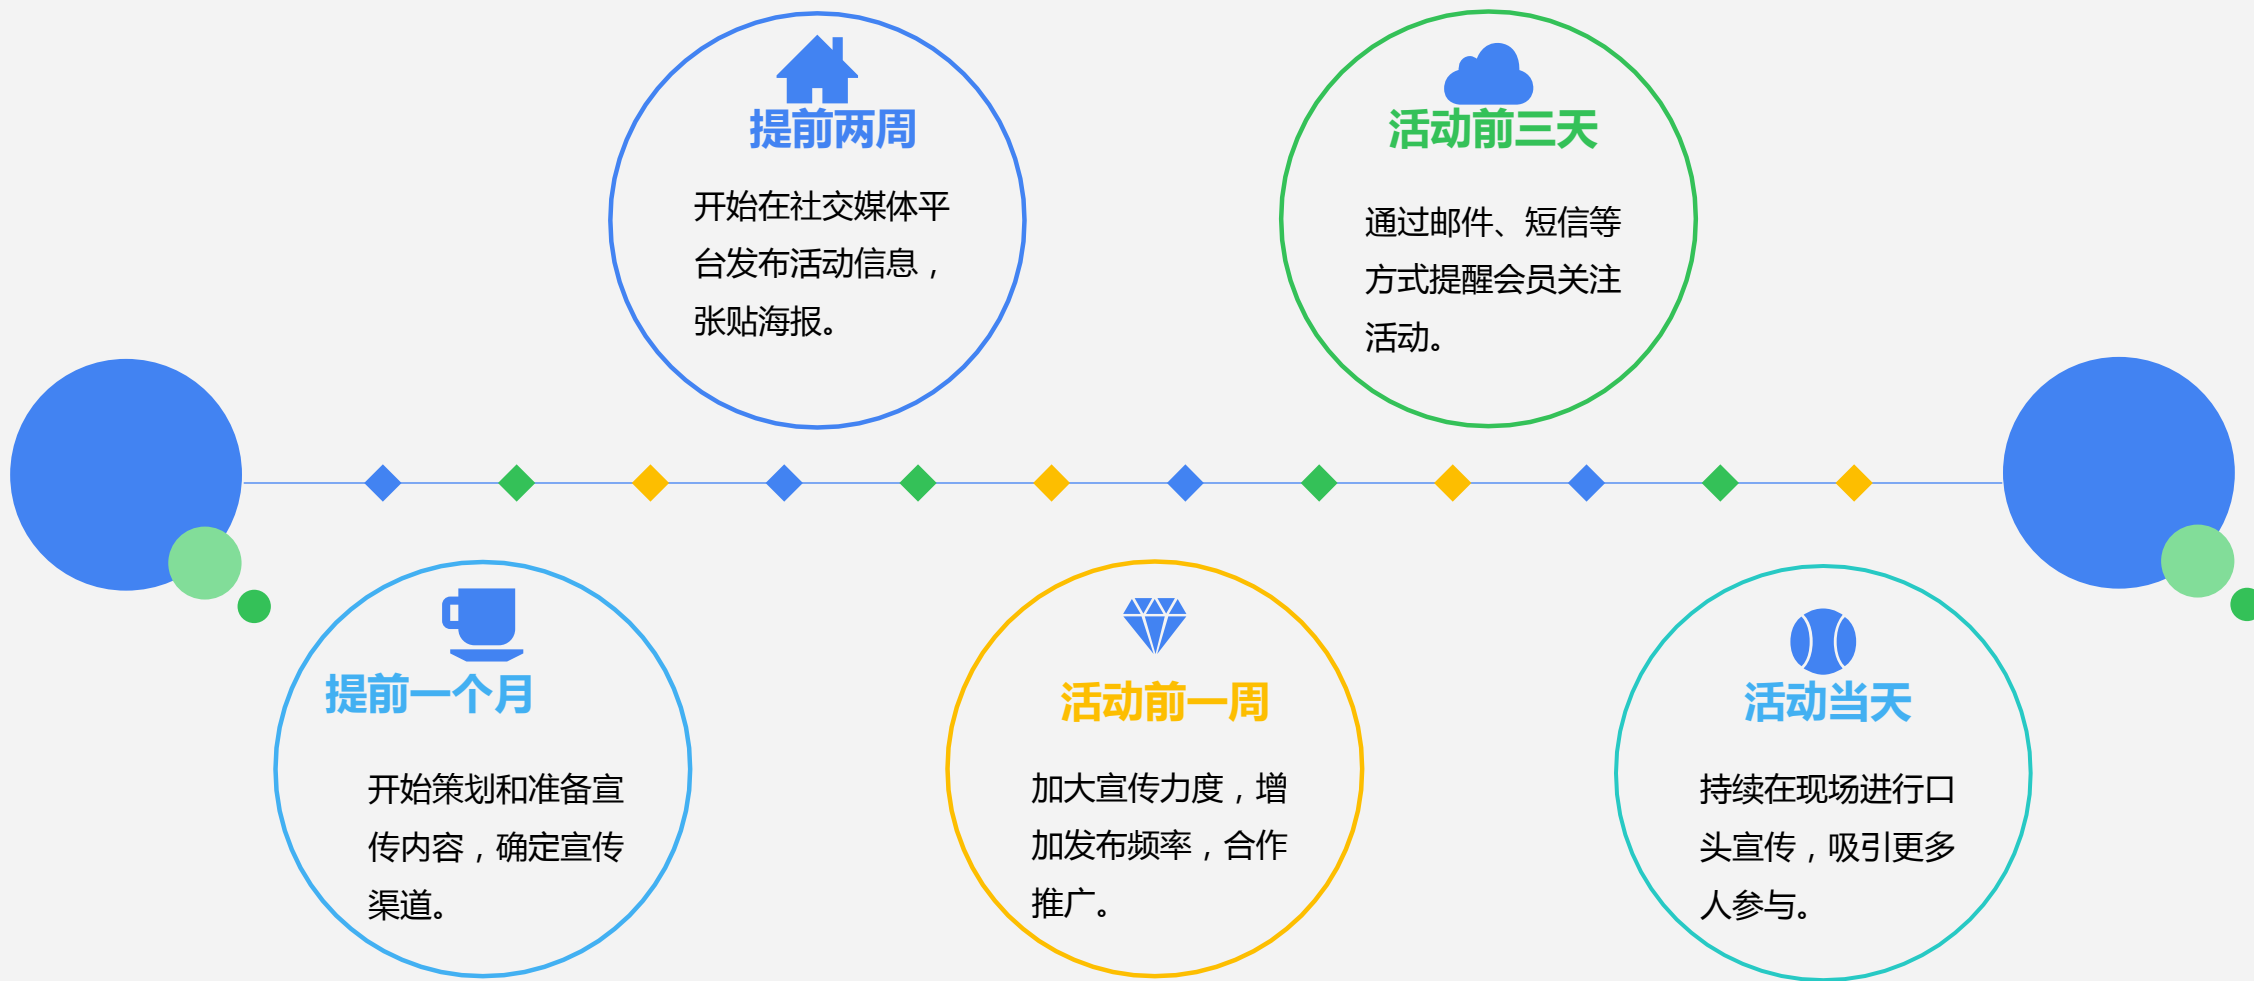 提前两周
开始在社交媒体平
台发布活动信息，
张贴海报。
活动前三天
通过邮件、短信等
方式提醒会员关注
活动。
提前一个月
开始策划和准备宣
传内容，确定宣传
渠道。
活动前一周
加大宣传力度，增
加发布频率，合作
推广。
活动当天
持续在现场进行口
头宣传，吸引更多
人参与。